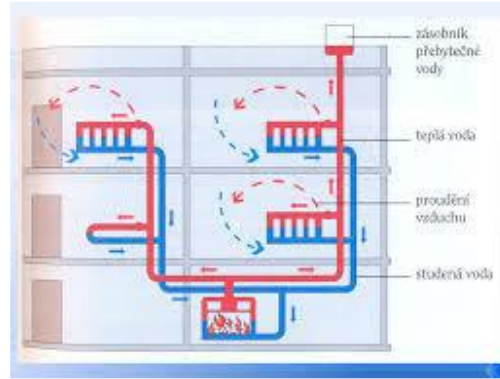 zásobník
přebytečné
vody
teplá voda
proudění
vzduchu
studená voda